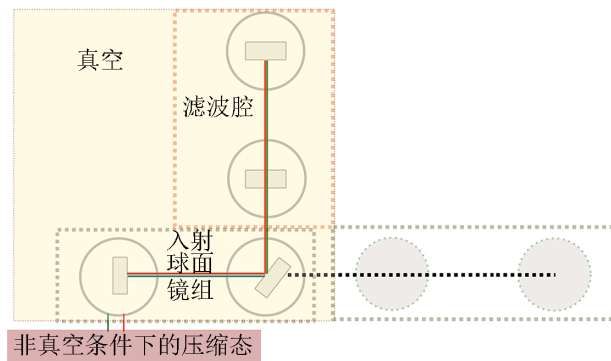 真空
滤波腔
入射
球面
镜组
非真空条件下的压缩态